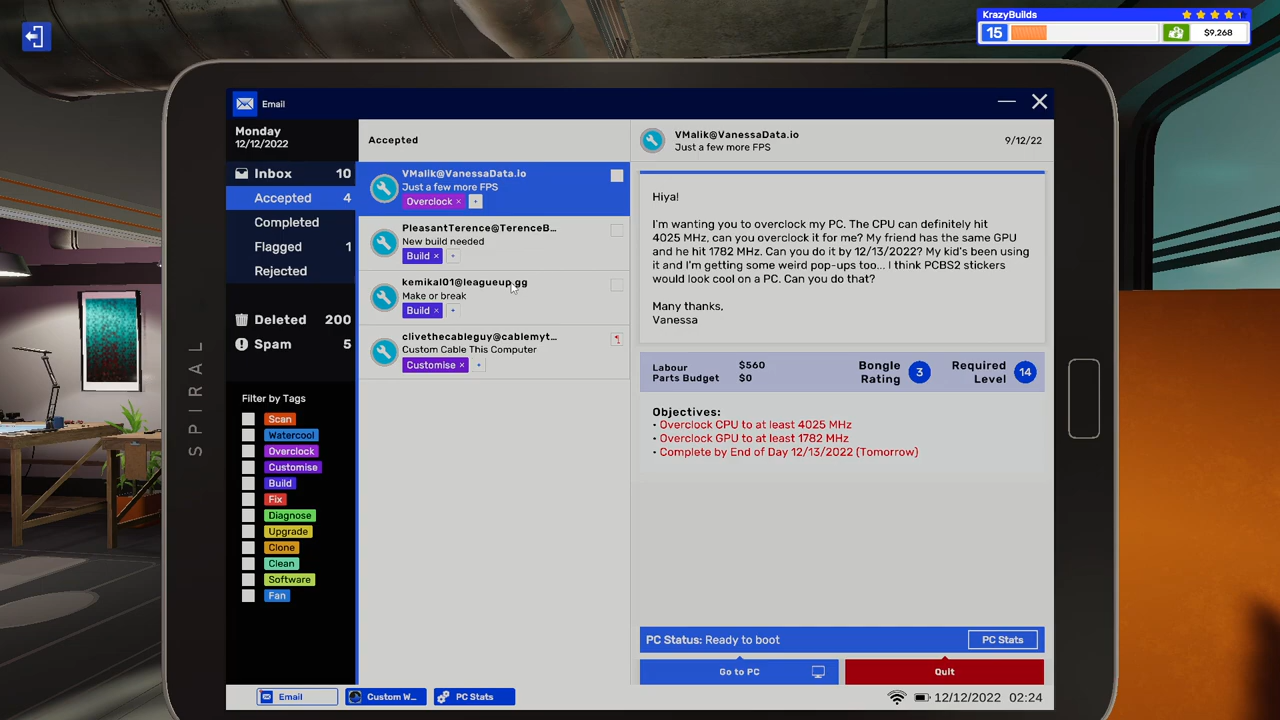 KrazyBuilds
15
$9,268
Email
Monday
12/12/2022
Inbox 10
Accepted 4
Completed
Flagged 1
Rejected
Deleted 200
Spam 5
Filter by Tags
Scan
Watercool
Overclock
Customise
Build
Fix
Diagnose
Upgrade
Clone
Clean
Software
Fan
Accepted
VMalik@VanessaData.io
Just a few more FPS
Overclock × +
PleasantTerence@TerenceB...
New build needed
Build × +
kemikal01@leagueup.gg
Make or break
Build × +
clivethecableguy@cablemyt...
Custom Cable This Computer
Customise × +
VMalik@VanessaData.io
Just a few more FPS
9/12/22
Hiya!
I'm wanting you to overclock my PC. The CPU can definitely hit
4025 MHz, can you overclock it for me? My friend has the same GPU
and he hit 1782 MHz. Can you do it by 12/13/2022? My kid's been using
it and I'm getting some weird pop-ups too... I think PCBS2 stickers
would look cool on a PC. Can you do that?
Many thanks,
Vanessa
Labour $560
Parts Budget $0
Bongle Rating 3
Required Level 14
Objectives:
• Overclock CPU to at least 4025 MHz
• Overclock GPU to at least 1782 MHz
• Complete by End of Day 12/13/2022 (Tomorrow)
PC Status: Ready to boot
PC Stats
Go to PC
Quit
Email
Custom W...
PC Stats
12/12/2022 02:24
SPIRAL